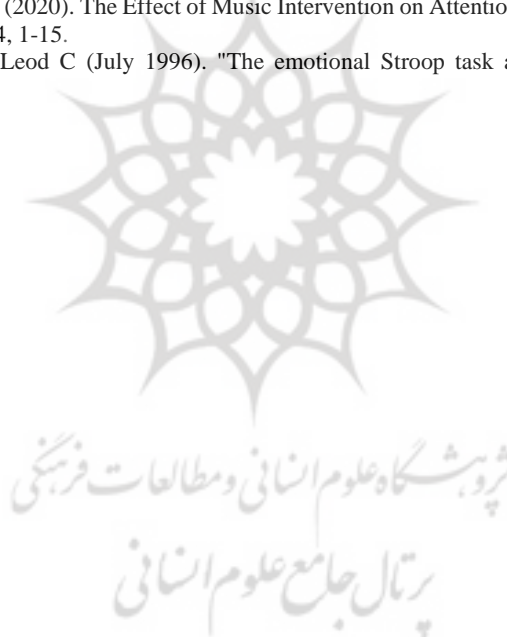 (2020). The Effect of Music Intervention on Attentio
4, 1-15.
Leod C (July 1996). "The emotional Stroop task a
پژوهشگاه علوم انسانی و مطالعات فرهنگی
پرتال جامع علوم انسانی